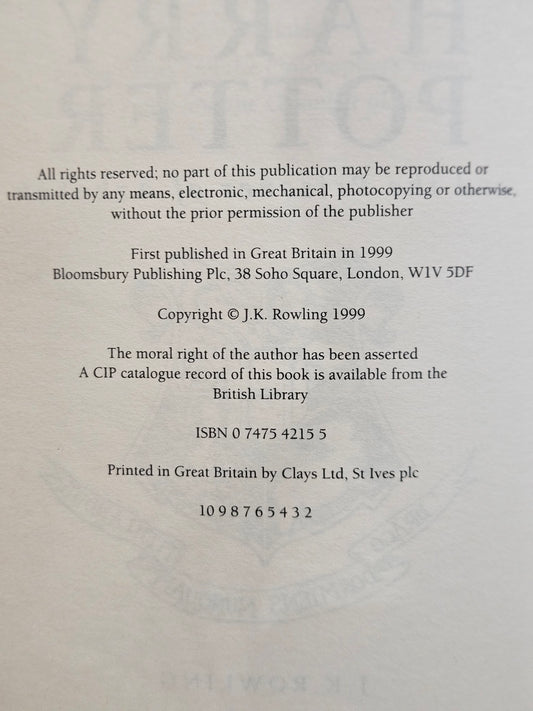 All rights reserved; no part of this publication may be reproduced or
transmitted by any means, electronic, mechanical, photocopying or otherwise,
without the prior permission of the publisher
First published in Great Britain in 1999
Bloomsbury Publishing Plc, 38 Soho Square, London, W1V 5DF
Copyright © J.K. Rowling 1999
The moral right of the author has been asserted
A CIP catalogue record of this book is available from the
British Library
ISBN 0 7475 4215 5
Printed in Great Britain by Clays Ltd, St Ives plc
10 9 8 7 6 5 4 3 2